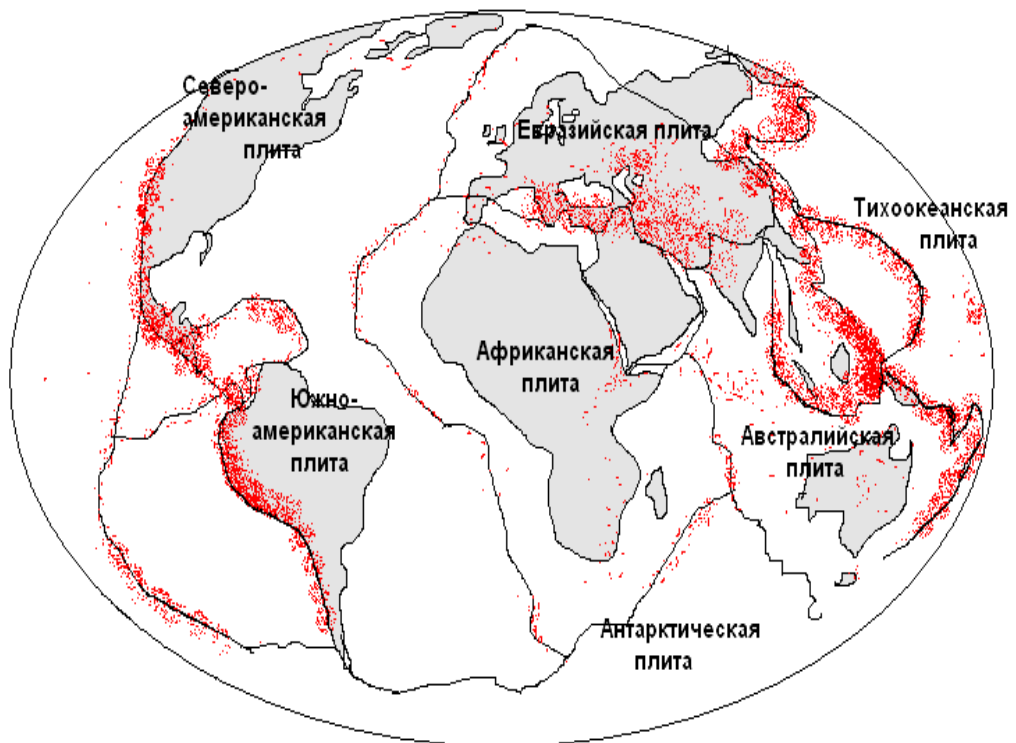 Северо-
американская
плита
Евразийская плита
Тихоокеанская
плита
Африканская
плита
Южно-
американская
плита
Австралийская
плита
Антарктическая
плита